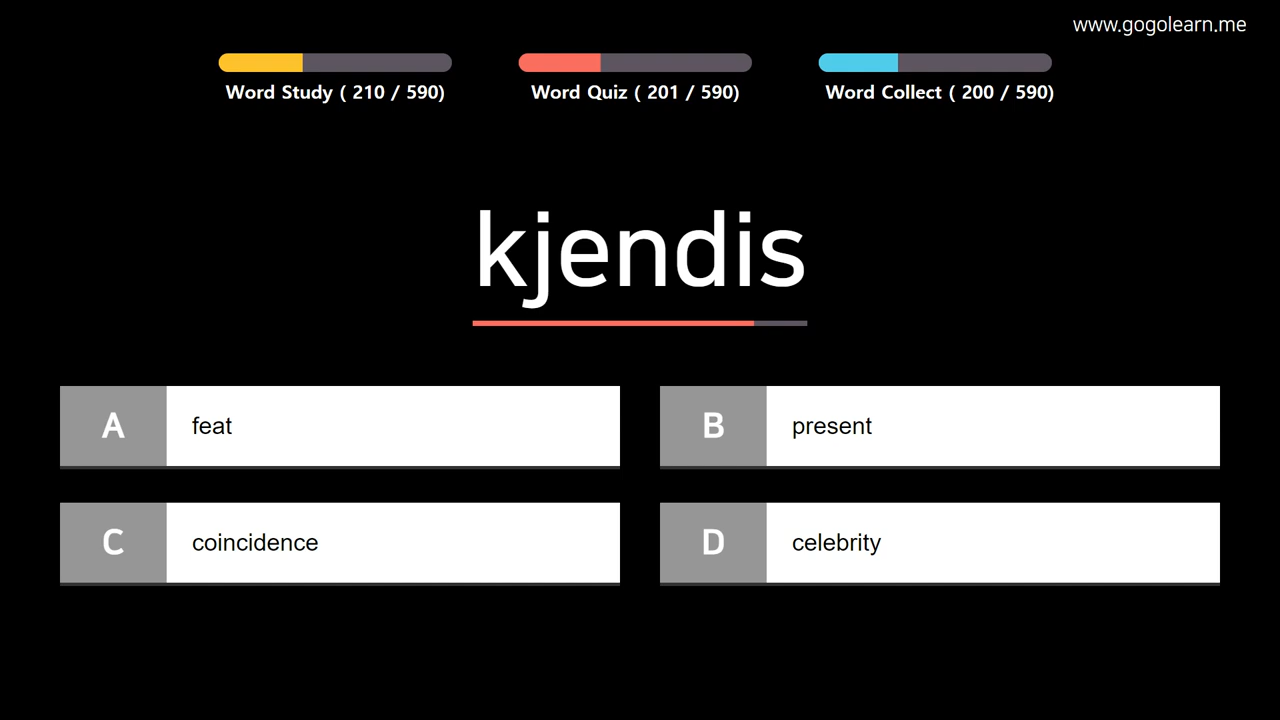 www.gogolearn.me
Word Study ( 210 / 590)
Word Quiz ( 201 / 590)
Word Collect ( 200 / 590)
kjendis
A feat
B present
C coincidence
D celebrity